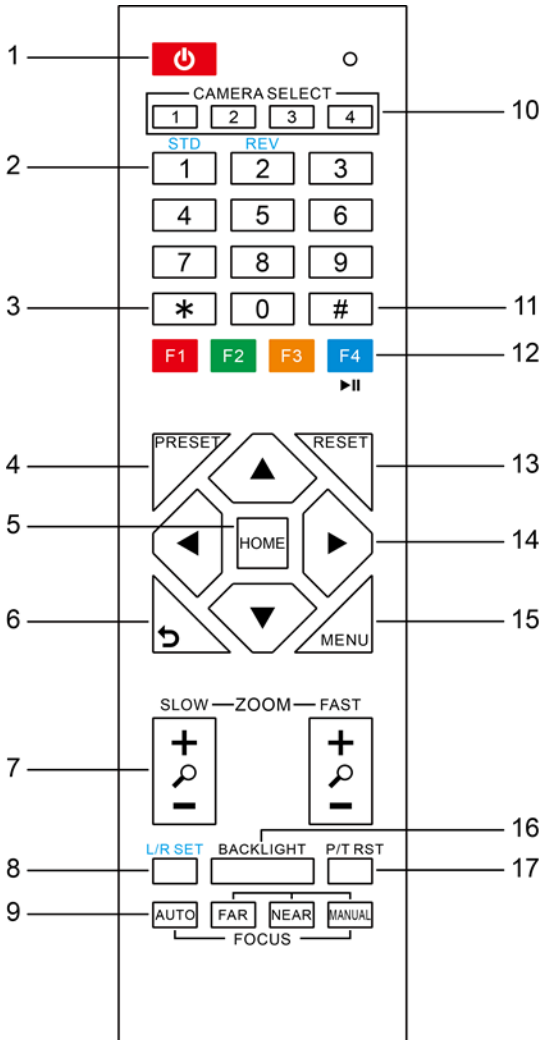 1
CAMERA SELECT
1 2 3 4
10
STD REV
2
1 2 3
4 5 6
7 8 9
3
* 0 #
11
F1 F2 F3 F4
12
PRESET RESET
4
13
5
HOME
14
6
MENU
15
SLOW ZOOM FAST
+ +
7
- -
16
L/R SET BACKLIGHT P/T RST
8
17
9
AUTO FAR NEAR MANUAL
FOCUS